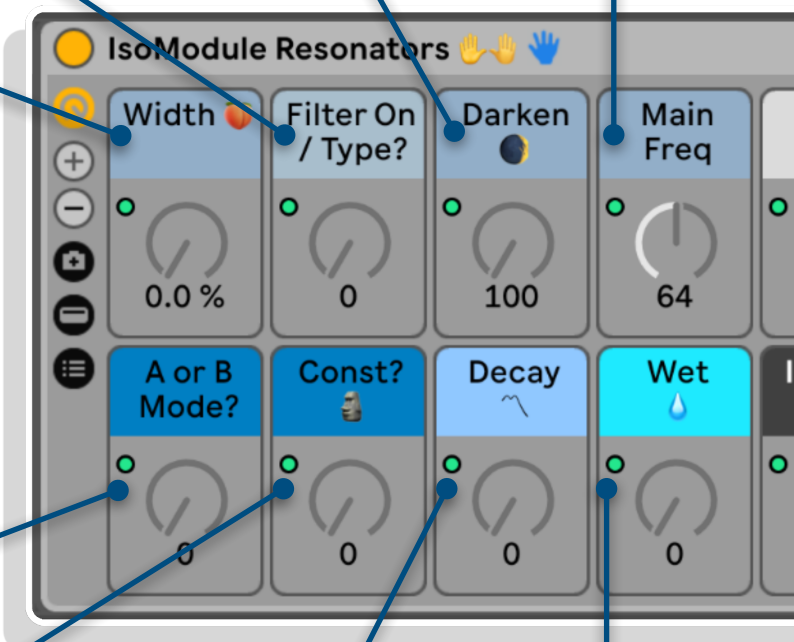 IsoModule Resonators 🤚🤚 👋
Width 🍑
Filter On
/ Type?
Darken
🌒
Main
Freq
0.0 %
0
100
64
A or B
Mode?
Const?
🗿
Decay
〽
Wet
💧
I
0
0
0
0